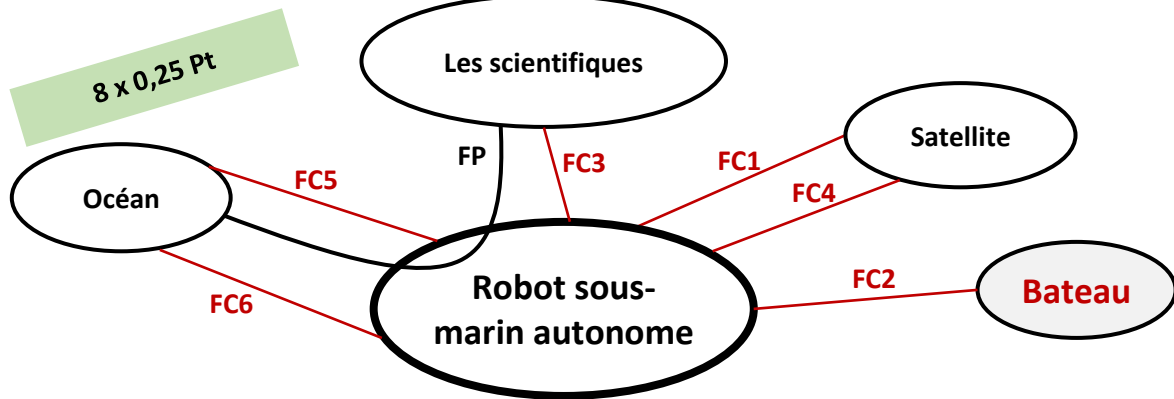 8 x 0,25 Pt
Les scientifiques
Satellite
FP
FC3
FC1
FC5
FC4
Océan
FC2
FC6
Robot sous-
marin autonome
Bateau